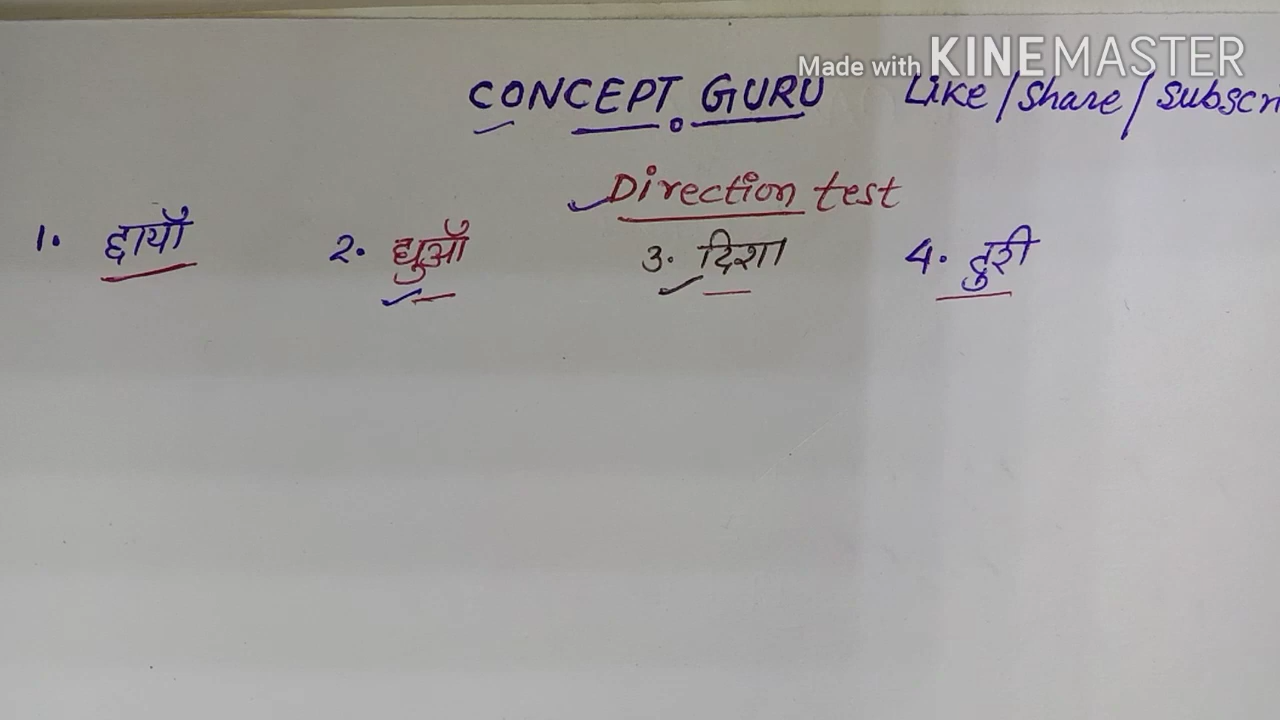 Made with KINEMASTER
CONCEPT GURU Like/Share/Subscr
Direction test
1. छायाँ 2. धुआँ 3. दिशा 4. दुरी